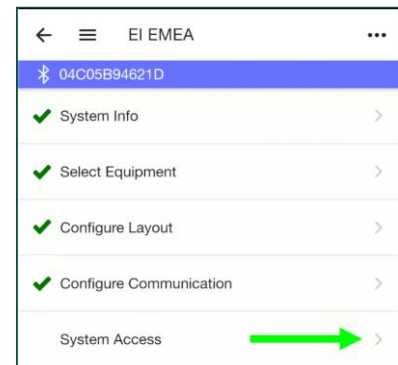 EI EMEA
04C05B94621D
System Info
Select Equipment
Configure Layout
Configure Communication
System Access